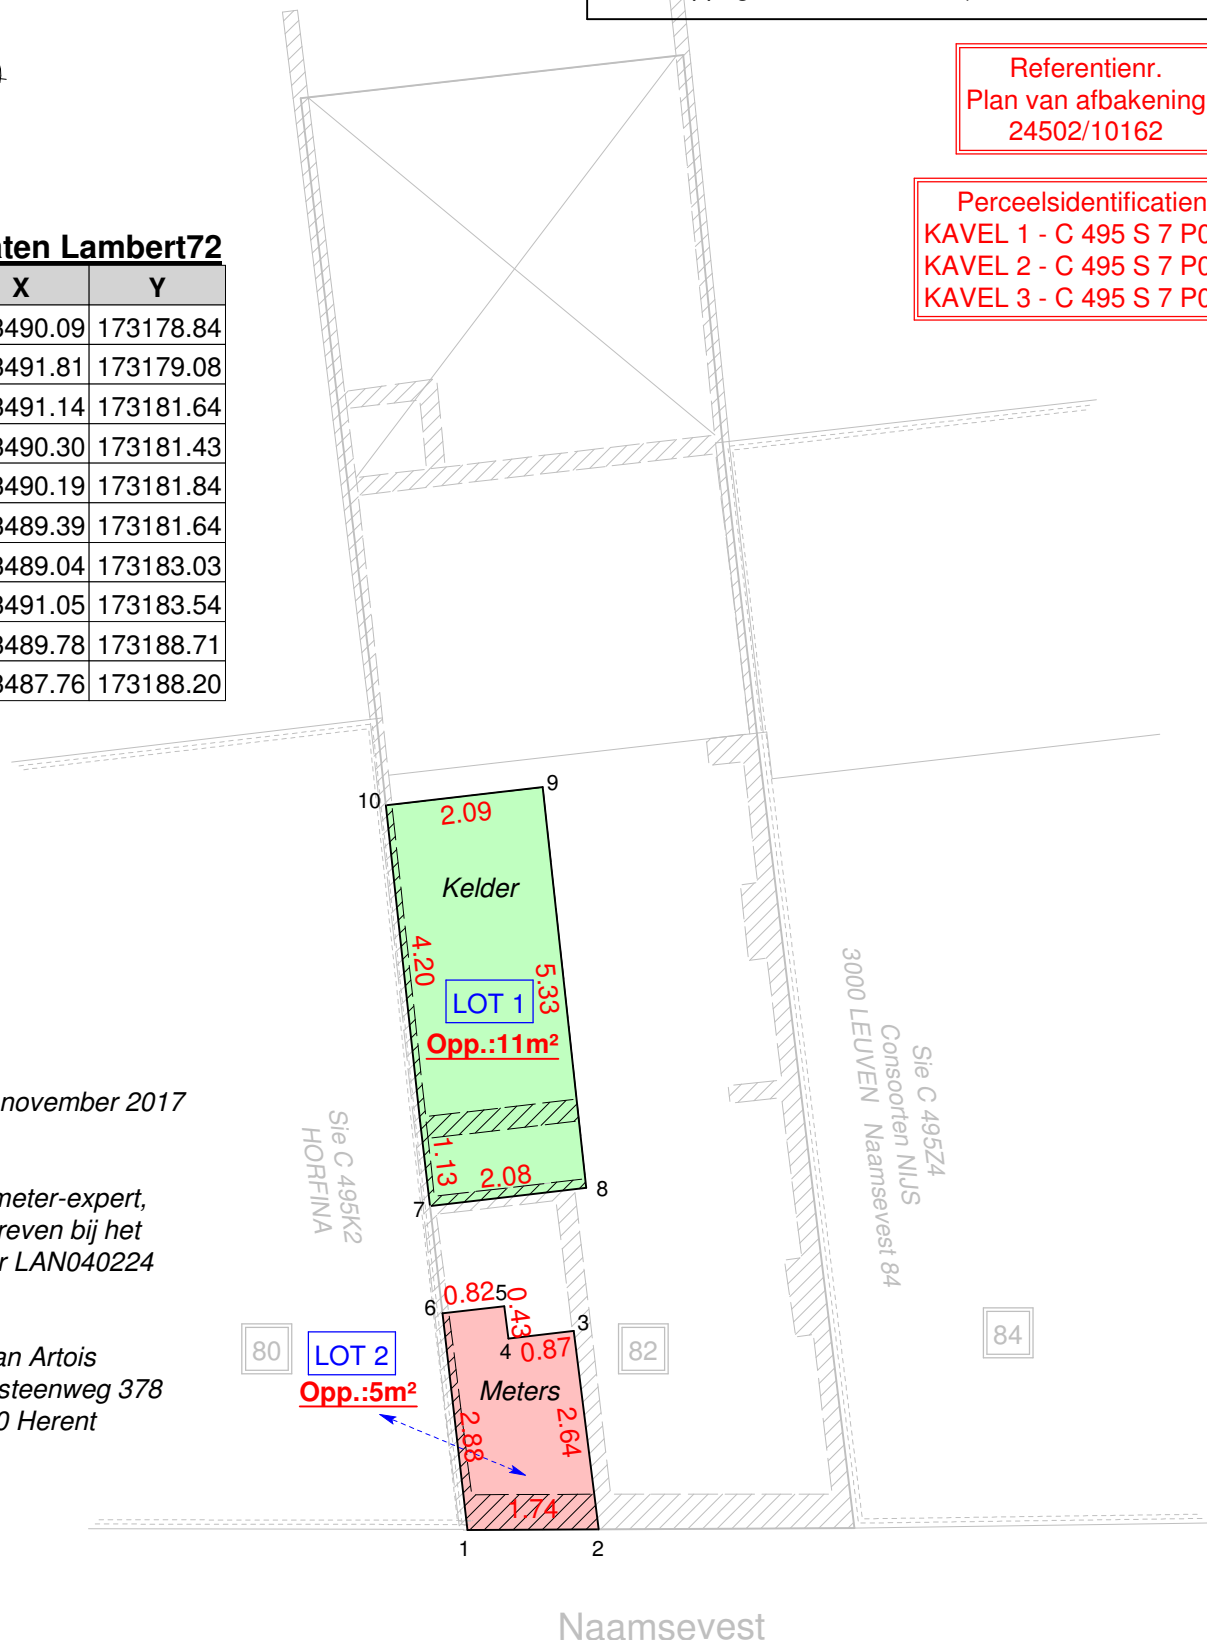 Referentienr.
Plan van afbakening
24502/10162
Perceelsidentificatien
KAVEL 1 - C 495 S 7 P0
KAVEL 2 - C 495 S 7 P0
KAVEL 3 - C 495 S 7 P0
aten Lambert72
X Y
3490.09 173178.84
3491.81 173179.08
3491.14 173181.64
3490.30 173181.43
3490.19 173181.84
3489.39 173181.64
3489.04 173183.03
3491.05 173183.54
3489.78 173188.71
3487.76 173188.20
10
9
2.09
Kelder
4.20
5.33
LOT 1
Opp.:11m²
1.13
2.08
7
8
november 2017
meter-expert,
reven bij het
r LAN040224
an Artois
steenweg 378
0 Herent
Sie C 495K2
HORFINA
Sie C 495Z4
Consoorten NIJS
3000 LEUVEN Naamsevest 84
6
0.82
5
0.43
3
4
0.87
80
LOT 2
Opp.:5m²
82
84
Meters
2.88
2.64
1.74
1
2
Naamsevest